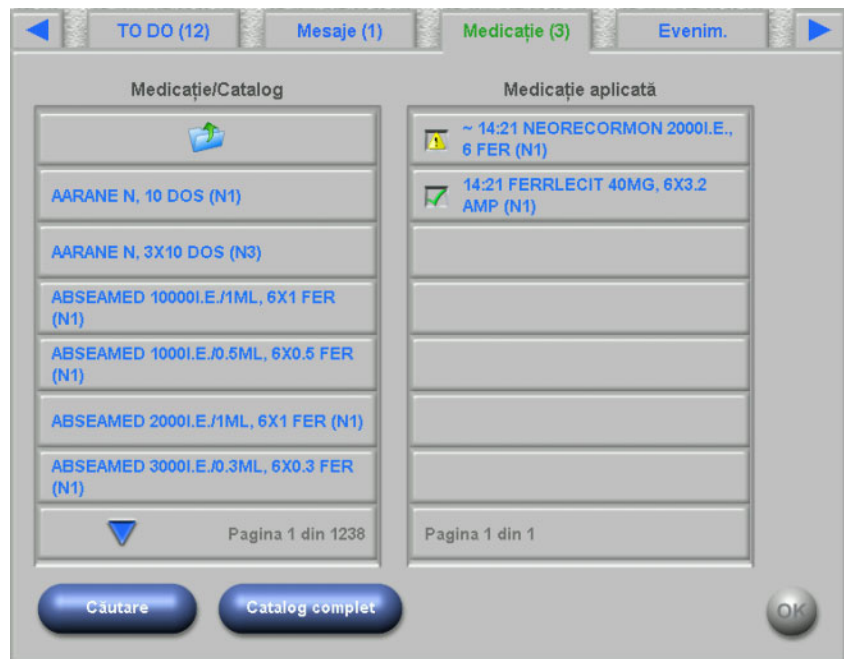 TO DO (12)
Mesaje (1)
Medicație (3)
Evenim.
Medicație/Catalog
AARANE N, 10 DOS (N1)
AARANE N, 3X10 DOS (N3)
ABSEAMED 10000I.E./1ML, 6X1 FER
(N1)
ABSEAMED 1000I.E./0.5ML, 6X0.5 FER
(N1)
ABSEAMED 2000I.E./1ML, 6X1 FER (N1)
ABSEAMED 3000I.E./0.3ML, 6X0.3 FER
(N1)
Pagina 1 din 1238
Medicație aplicată
~ 14:21 NEORECORMON 2000I.E.,
6 FER (N1)
14:21 FERRLECIT 40MG, 6X3.2
AMP (N1)
Pagina 1 din 1
Căutare
Catalog complet
OK